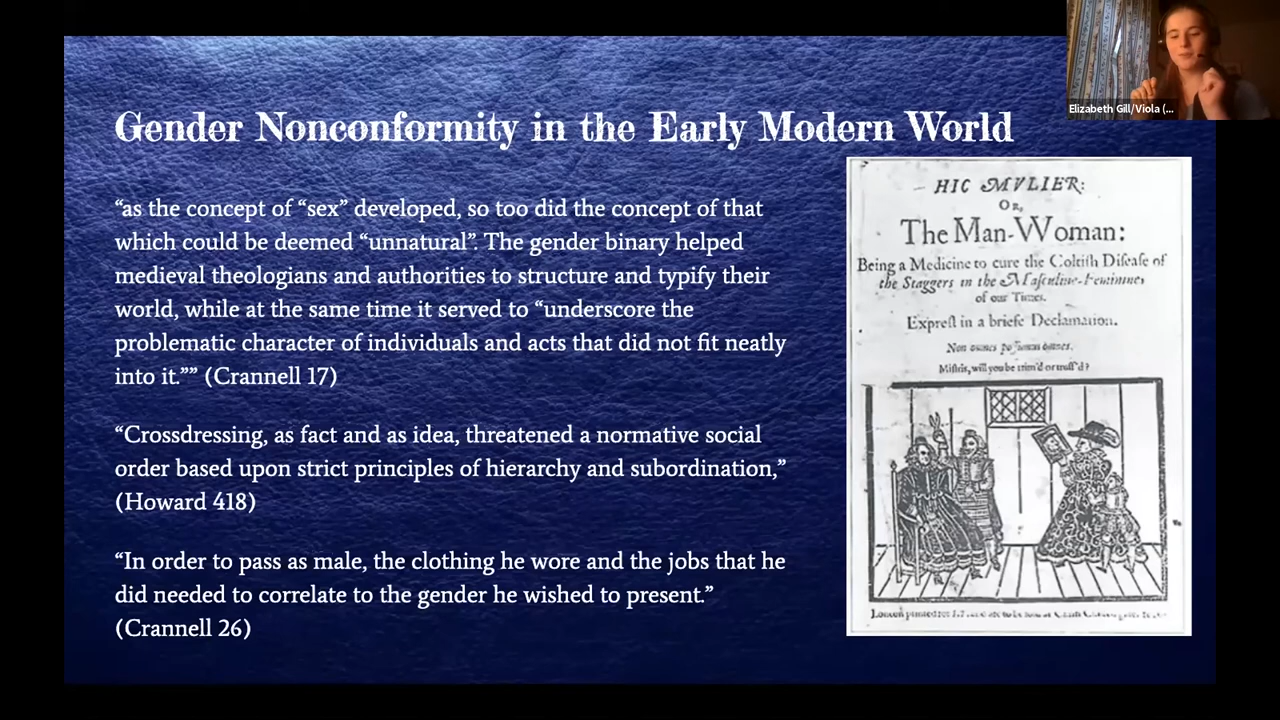 Elizabeth Gill/Viola (...
Gender Nonconformity in the Early Modern World
“as the concept of “sex” developed, so too did the concept of that
which could be deemed “unnatural”. The gender binary helped
medieval theologians and authorities to structure and typify their
world, while at the same time it served to “underscore the
problematic character of individuals and acts that did not fit neatly
into it.”” (Crannell 17)
“Crossdressing, as fact and as idea, threatened a normative social
order based upon strict principles of hierarchy and subordination,”
(Howard 418)
“In order to pass as male, the clothing he wore and the jobs that he
did needed to correlate to the gender he wished to present.”
(Crannell 26)
HIC MVLIER:
Or,
The Man-Woman:
Being a Medicine to cure the Coltish Disease of
the Staggers in the Masculine-Feminines
of our Times.
Exprest in a briefe Declamation.
Non omnes possumus omnes.
Mistris, will you be trim'd or truss'd?
London printed for